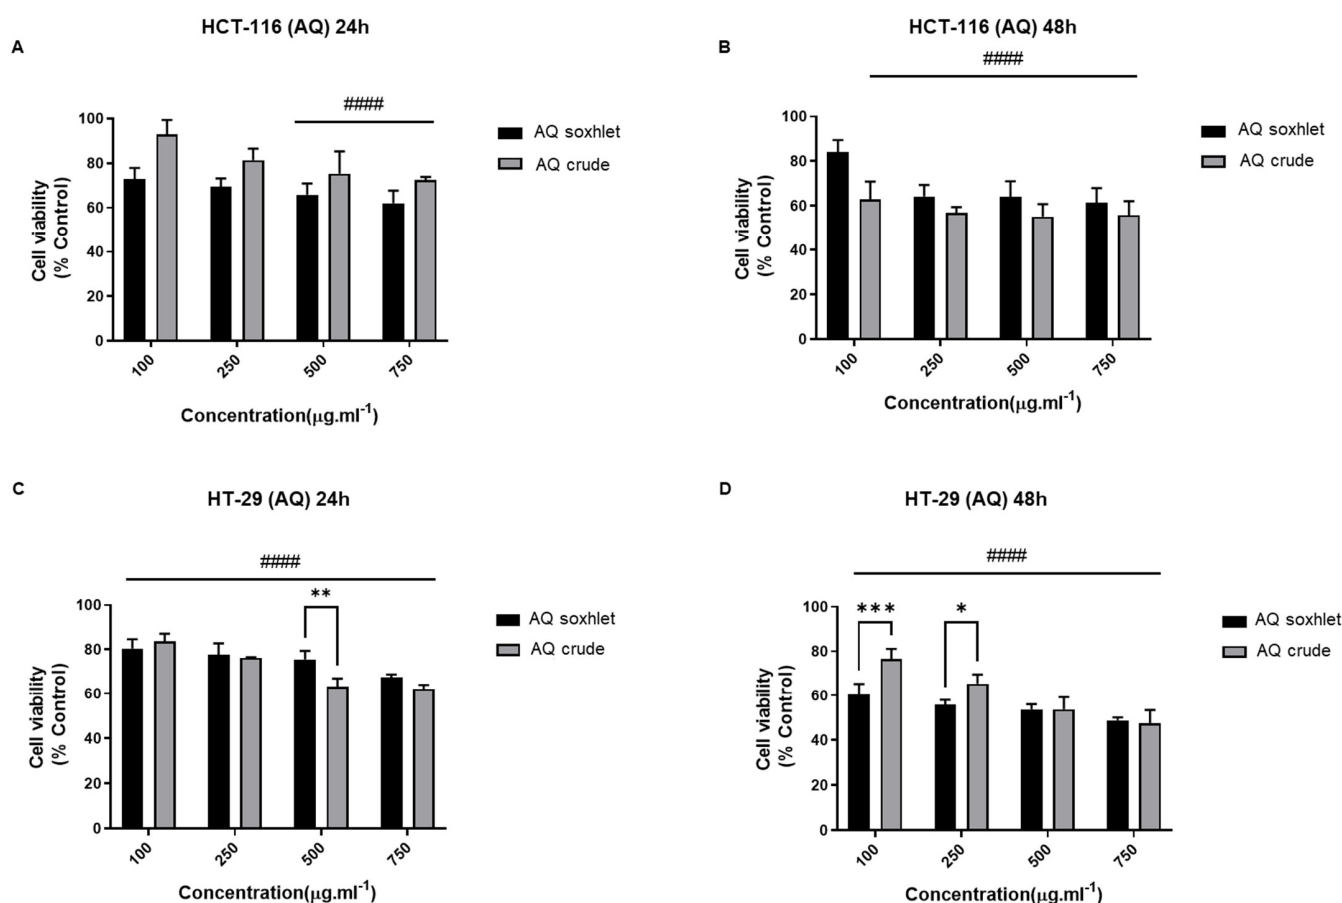 A
HCT-116 (AQ) 24h
####
100
80
60
40
20
0
Cell viability
(% Control)
100
250
500
750
Concentration(μg.ml-1)
AQ soxhlet
AQ crude
B
HCT-116 (AQ) 48h
####
100
80
60
40
20
0
Cell viability
(% Control)
100
250
500
750
Concentration(μg.ml-1)
AQ soxhlet
AQ crude
C
HT-29 (AQ) 24h
####
**
100
80
60
40
20
0
Cell viability
(% Control)
100
250
500
750
Concentration(μg.ml-1)
AQ soxhlet
AQ crude
D
HT-29 (AQ) 48h
####
***
*
100
80
60
40
20
0
Cell viability
(% Control)
100
250
500
750
Concentration(μg.ml-1)
AQ soxhlet
AQ crude